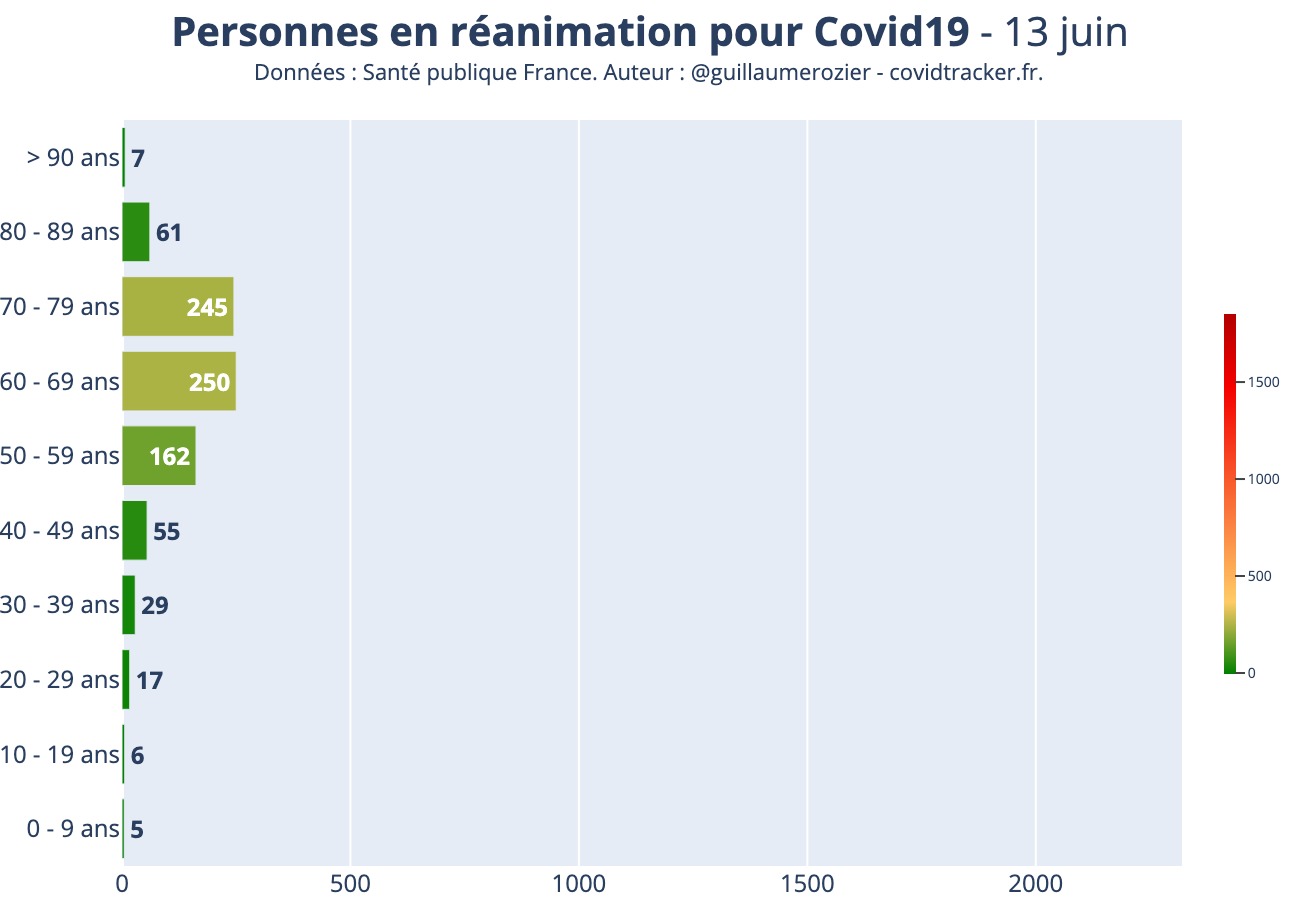 Personnes en réanimation pour Covid19 - 13 juin
Données : Santé publique France. Auteur : @guillaumerozier - covidtracker.fr.
> 90 ans 7
80 - 89 ans 61
70 - 79 ans 245
60 - 69 ans 250
50 - 59 ans 162
40 - 49 ans 55
30 - 39 ans 29
20 - 29 ans 17
10 - 19 ans 6
0 - 9 ans 5
0 500 1000 1500 2000
1500
1000
500
0